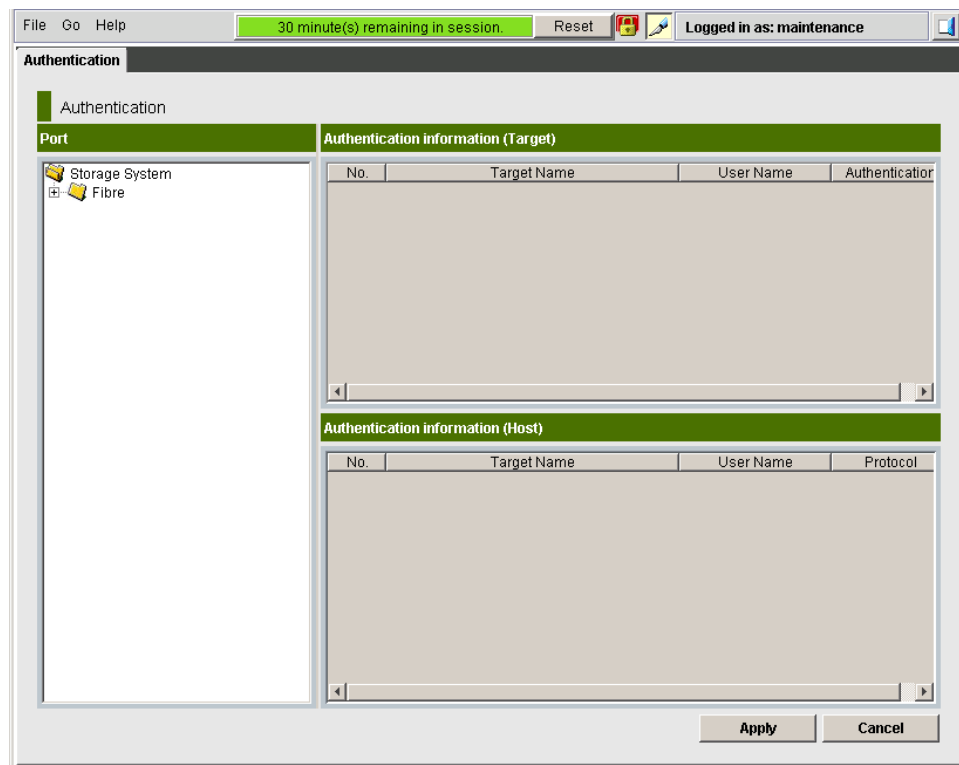 File Go Help
30 minute(s) remaining in session.
Reset
Logged in as: maintenance
Authentication
Authentication
Port
Authentication information (Target)
Storage System
Fibre
No. Target Name User Name Authentication
Authentication information (Host)
No. Target Name User Name Protocol
Apply Cancel